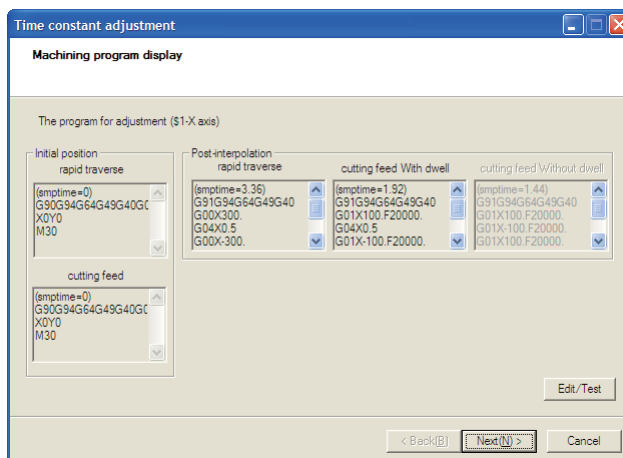 Time constant adjustment
Machining program display
The program for adjustment ($1-X axis)
Initial position
rapid traverse
(smptime=0)
G90G94G64G49G40G0
X0Y0
M30
cutting feed
(smptime=0)
G90G94G64G49G40G0
X0Y0
M30
Post-interpolation
rapid traverse
(smptime=3.36)
G91G94G64G49G40
G00X300.
G04X0.5
G00X-300.
cutting feed With dwell
(smptime=1.92)
G91G94G64G49G40
G01X100.F20000.
G04X0.5
G01X-100.F20000.
cutting feed Without dwell
(smptime=1.44)
G91G94G64G49G40
G01X100.F20000.
G01X-100.F20000.
G01X100.F20000.
Edit/Test
< Back(B)
Next(N) >
Cancel